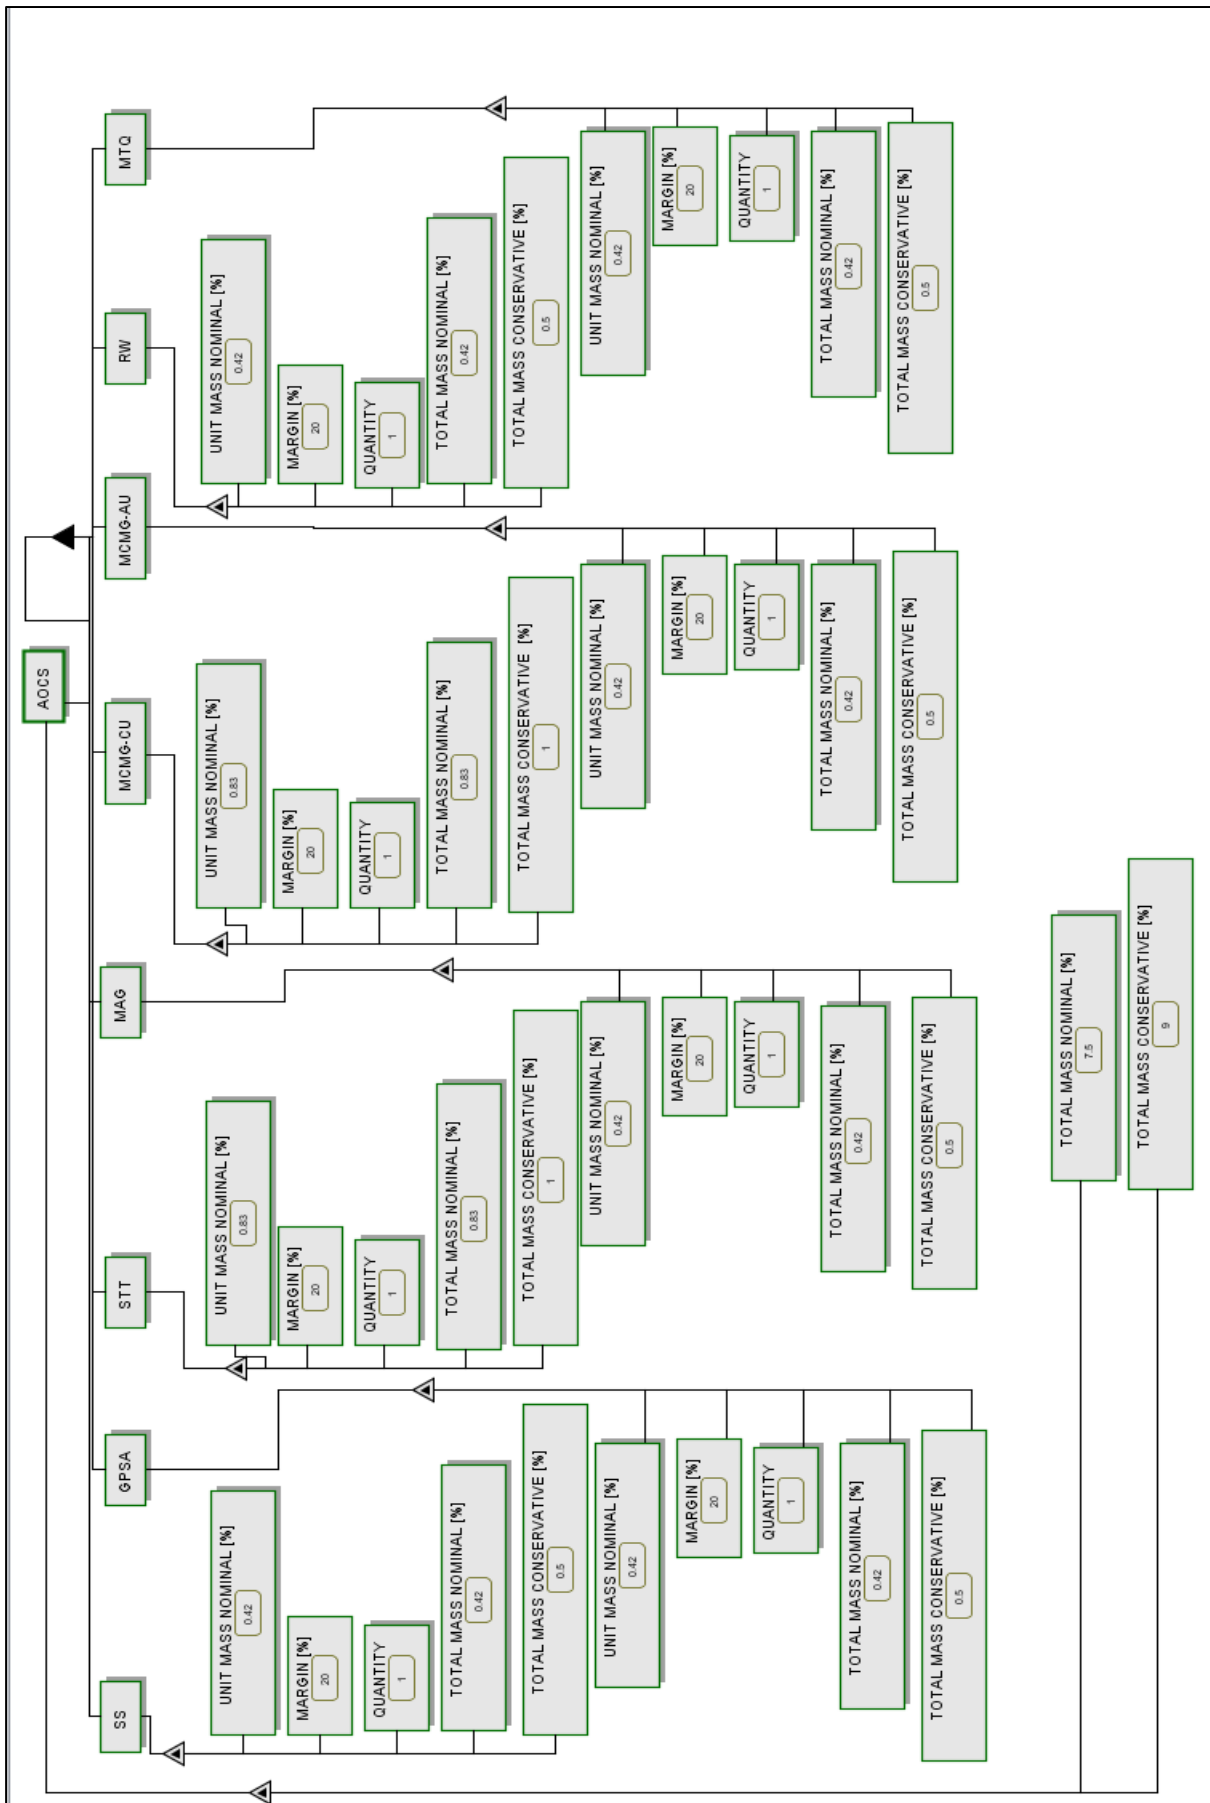 AOCS
SS
GPSA
STT
MAG
MCMG-CU
MCMG-AU
RW
MTQ
UNIT MASS NOMINAL [%]
0.42
MARGIN [%]
20
QUANTITY
1
TOTAL MASS NOMINAL [%]
0.42
TOTAL MASS CONSERVATIVE [%]
0.5
UNIT MASS NOMINAL [%]
0.42
MARGIN [%]
20
QUANTITY
1
TOTAL MASS NOMINAL [%]
0.42
TOTAL MASS CONSERVATIVE [%]
0.5
UNIT MASS NOMINAL [%]
0.83
MARGIN [%]
20
QUANTITY
1
TOTAL MASS NOMINAL [%]
0.83
TOTAL MASS CONSERVATIVE [%]
1
UNIT MASS NOMINAL [%]
0.42
MARGIN [%]
20
QUANTITY
1
TOTAL MASS NOMINAL [%]
0.42
TOTAL MASS CONSERVATIVE [%]
0.5
UNIT MASS NOMINAL [%]
0.83
MARGIN [%]
20
QUANTITY
1
TOTAL MASS NOMINAL [%]
0.83
TOTAL MASS CONSERVATIVE [%]
1
UNIT MASS NOMINAL [%]
0.42
MARGIN [%]
20
QUANTITY
1
TOTAL MASS NOMINAL [%]
0.42
TOTAL MASS CONSERVATIVE [%]
0.5
UNIT MASS NOMINAL [%]
0.42
MARGIN [%]
20
QUANTITY
1
TOTAL MASS NOMINAL [%]
0.42
TOTAL MASS CONSERVATIVE [%]
0.5
UNIT MASS NOMINAL [%]
0.42
MARGIN [%]
20
QUANTITY
1
TOTAL MASS NOMINAL [%]
0.42
TOTAL MASS CONSERVATIVE [%]
0.5
TOTAL MASS NOMINAL [%]
7.5
TOTAL MASS CONSERVATIVE [%]
9